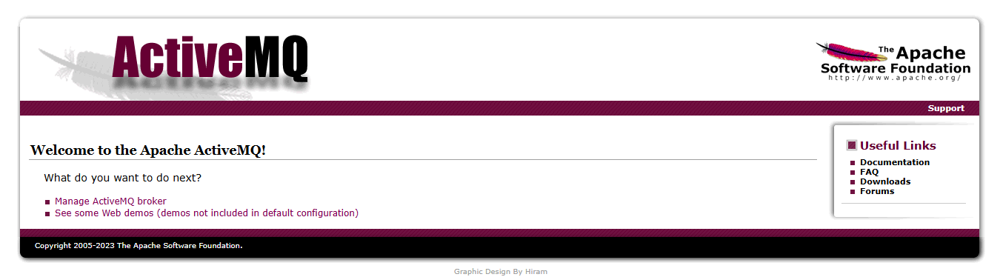 ActiveMQ
The Apache
Software Foundation
http://www.apache.org/
Support
Welcome to the Apache ActiveMQ!
What do you want to do next?
Manage ActiveMQ broker
See some Web demos (demos not included in default configuration)
Useful Links
Documentation
FAQ
Downloads
Forums
Copyright 2005-2023 The Apache Software Foundation.
Graphic Design By Hiram